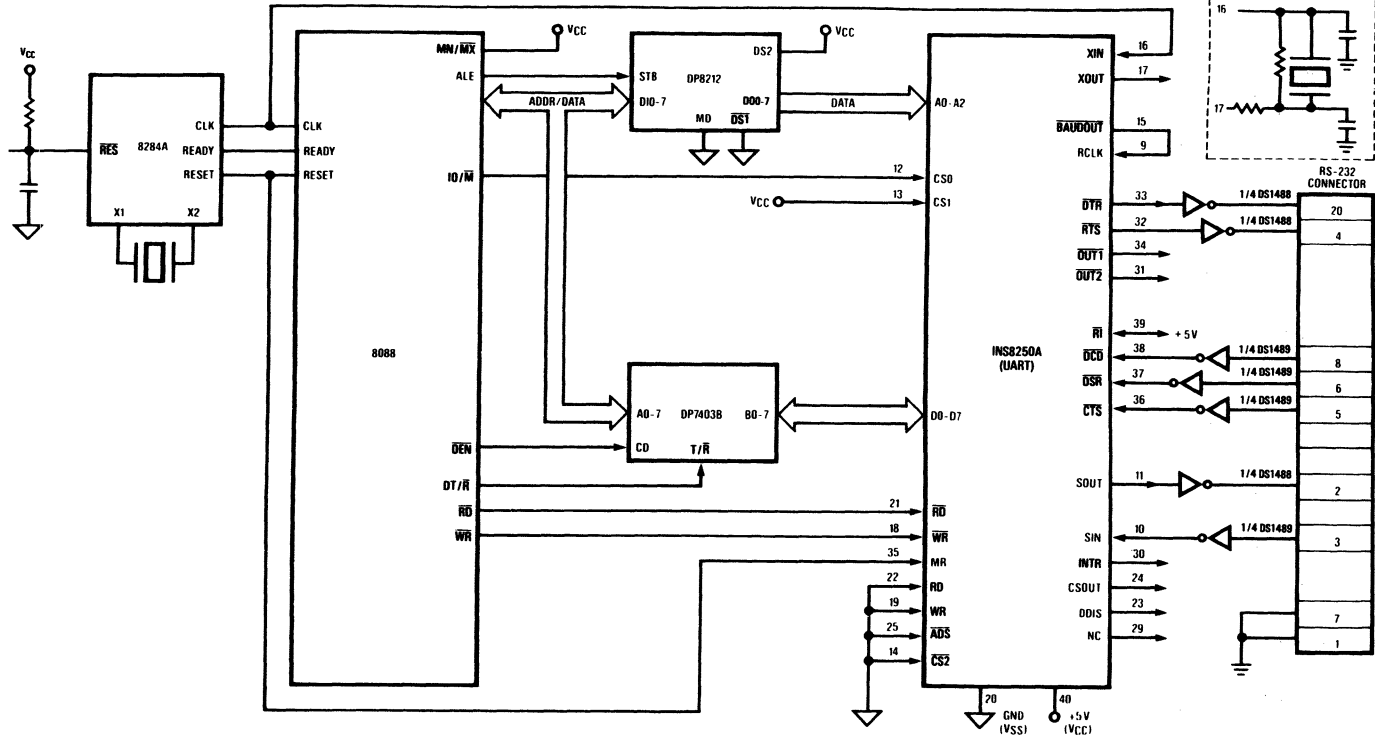 VCC
RES
8284A
CLK
READY
RESET
X1
X2
CLK
READY
RESET
8088
MN/MX
VCC
ALE
ADDR/DATA
IO/M
DEN
DT/R
RD
WR
STB
DI0-7
DP8212
DS2
VCC
DO0-7
MD
DS1
DATA
VCC
12
13
A0-7
DP7403B
B0-7
CD
T/R
21
18
35
22
19
25
14
A0-A2
CS0
CS1
INS8250A
(UART)
D0-D7
RD
WR
MR
RD
WR
ADS
CS2
20
GND
(VSS)
40
+5V
(VCC)
XIN 16
XOUT 17
BAUDOUT 15
RCLK 9
DTR 33 1/4 DS1488
RTS 32 1/4 DS1488
OUT1 34
OUT2 31
RI 39 +5V
DCD 38 1/4 DS1489
DSR 37 1/4 DS1489
CTS 36 1/4 DS1489
SOUT 11 1/4 DS1488
SIN 10 1/4 DS1489
INTR 30
CSOUT 24
DDIS 23
NC 29
16
17
RS-232
CONNECTOR
20
4
8
6
5
2
3
7
1